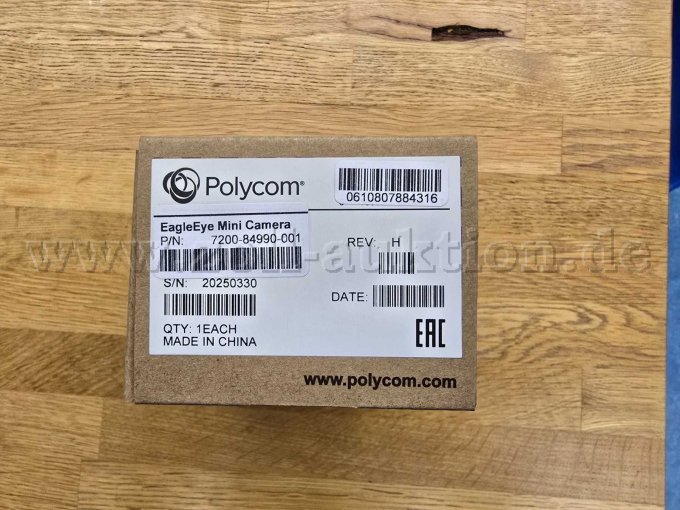 Polycom®
0610807884316
EagleEye Mini Camera
P/N: 7200-84990-001
REV: H
S/N: 20250330
DATE:
QTY: 1EACH
MADE IN CHINA
EAC
www.polycom.com